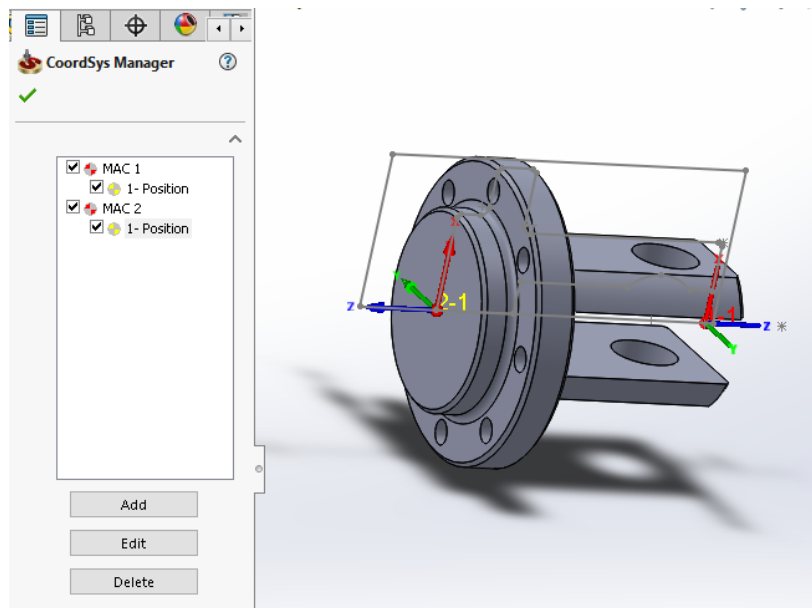 CoordSys Manager
MAC 1
1- Position
MAC 2
1- Position
Add
Edit
Delete
X
Y
Z
2-1
X
-1
Z
Y